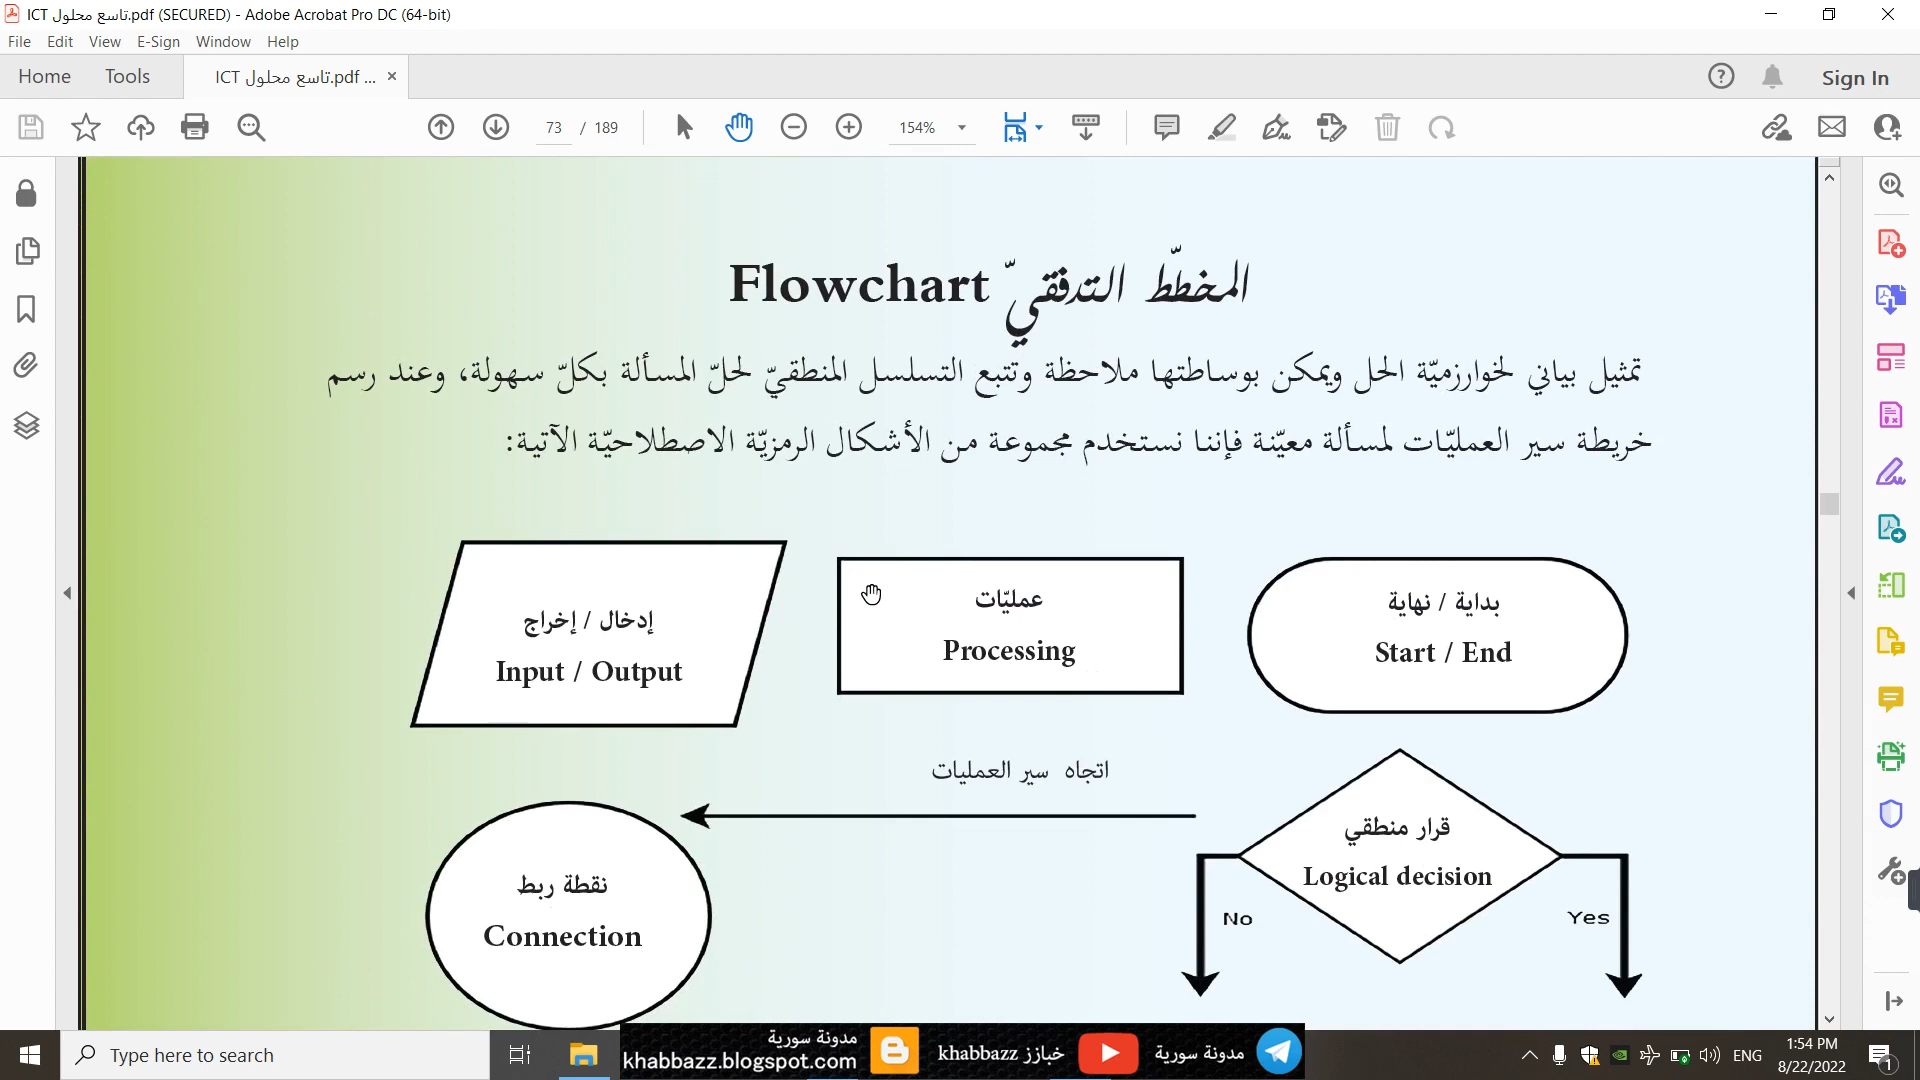 ICT تاسع محلول.pdf (SECURED) - Adobe Acrobat Pro DC (64-bit)
File Edit View E-Sign Window Help
Home Tools ICT تاسع محلول.pdf ... × ? Sign In
73 / 189 154%
المخطّط التدفقيّ Flowchart
تمثيل بياني لخوارزميّة الحل ويمكن بوساطتها ملاحظة وتتبع التسلسل المنطقيّ لحلّ المسألة بكلّ سهولة، وعند رسم
خريطة سير العمليّات لمسألة معيّنة فإننا نستخدم مجموعة من الأشكال الرمزيّة الاصطلاحيّة الآتية:
بداية / نهاية
Start / End
عمليّات
Processing
إدخال / إخراج
Input / Output
اتجاه سير العمليات
قرار منطقي
Logical decision
No
Yes
نقطة ربط
Connection
Type here to search
مدونة سورية
khabbazz.blogspot.com
خبازز khabbazz
مدونة سورية
ENG
1:54 PM
8/22/2022
1